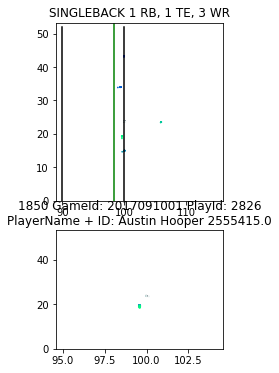 SINGLEBACK 1 RB, 1 TE, 3 WR
50
40
30
20
10
0
90 100 110
1850 GameId: 2017091001 PlayId: 2826
PlayerName + ID: Austin Hooper 2555415.0
40
20
0
95.0 97.5 100.0 102.5